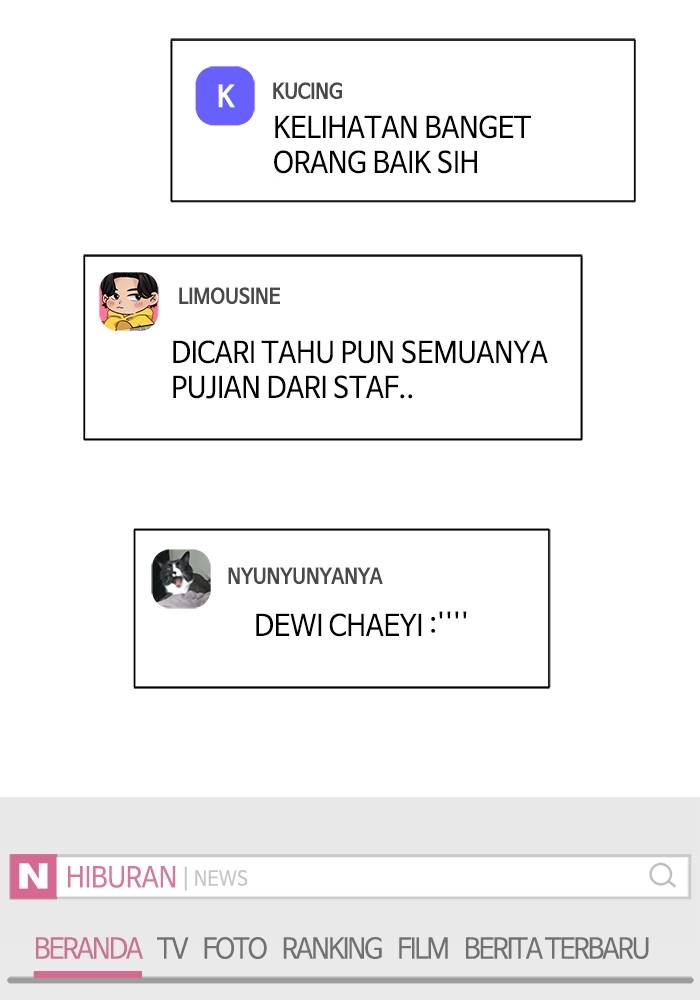 K
KUCING
KELIHATAN BANGET
ORANG BAIK SIH
LIMOUSINE
DICARI TAHU PUN SEMUANYA
PUJIAN DARI STAF..
NYUNYUNYANYA
DEWI CHAEYI :''''
N HIBURAN | NEWS
BERANDA TV FOTO RANKING FILM BERITA TERBARU